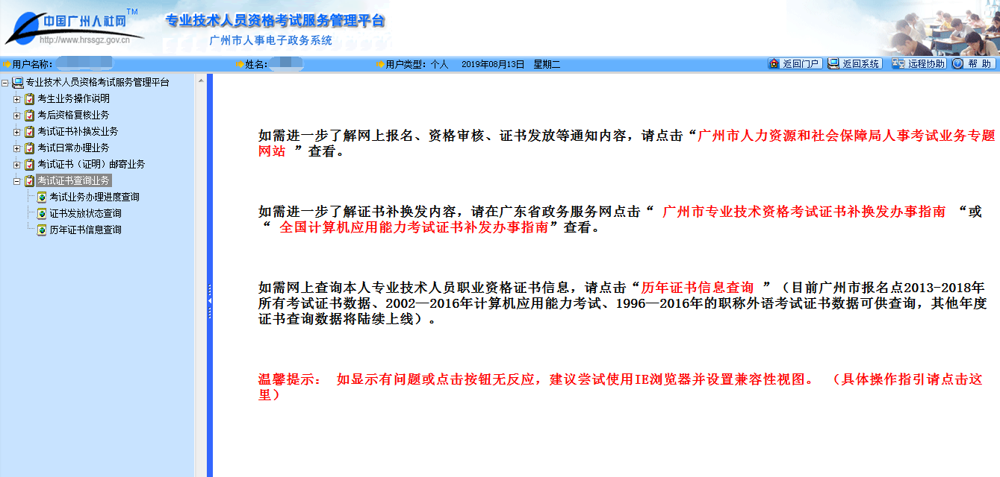 中国广州人社网TM
http://www.hrssgz.gov.cn
专业技术人员资格考试服务管理平台
广州市人事电子政务系统
用户名称: 姓名: 用户类型: 个人 2019年08月13日 星期二 返回门户 返回系统 远程协助 帮 助
专业技术人员资格考试服务管理平台
考生业务操作说明
考后资格复核业务
考试证书补换发业务
考试日常办理业务
考试证书（证明）邮寄业务
考试证书查询业务
考试业务办理进度查询
证书发放状态查询
历年证书信息查询
如需进一步了解网上报名、资格审核、证书发放等通知内容，请点击“广州市人力资源和社会保障局人事考试业务专题
网站 ”查看。
如需进一步了解证书补换发内容，请在广东省政务服务网点击“ 广州市专业技术资格考试证书补换发办事指南 “或
“ 全国计算机应用能力考试证书补发办事指南”查看。
如需网上查询本人专业技术人员职业资格证书信息，请点击“历年证书信息查询 ”（目前广州市报名点2013-2018年
所有考试证书数据、2002—2016年计算机应用能力考试、1996—2016年的职称外语考试证书数据可供查询，其他年度
证书查询数据将陆续上线）。
温馨提示： 如显示有问题或点击按钮无反应，建议尝试使用IE浏览器并设置兼容性视图。 （具体操作指引请点击这
里）